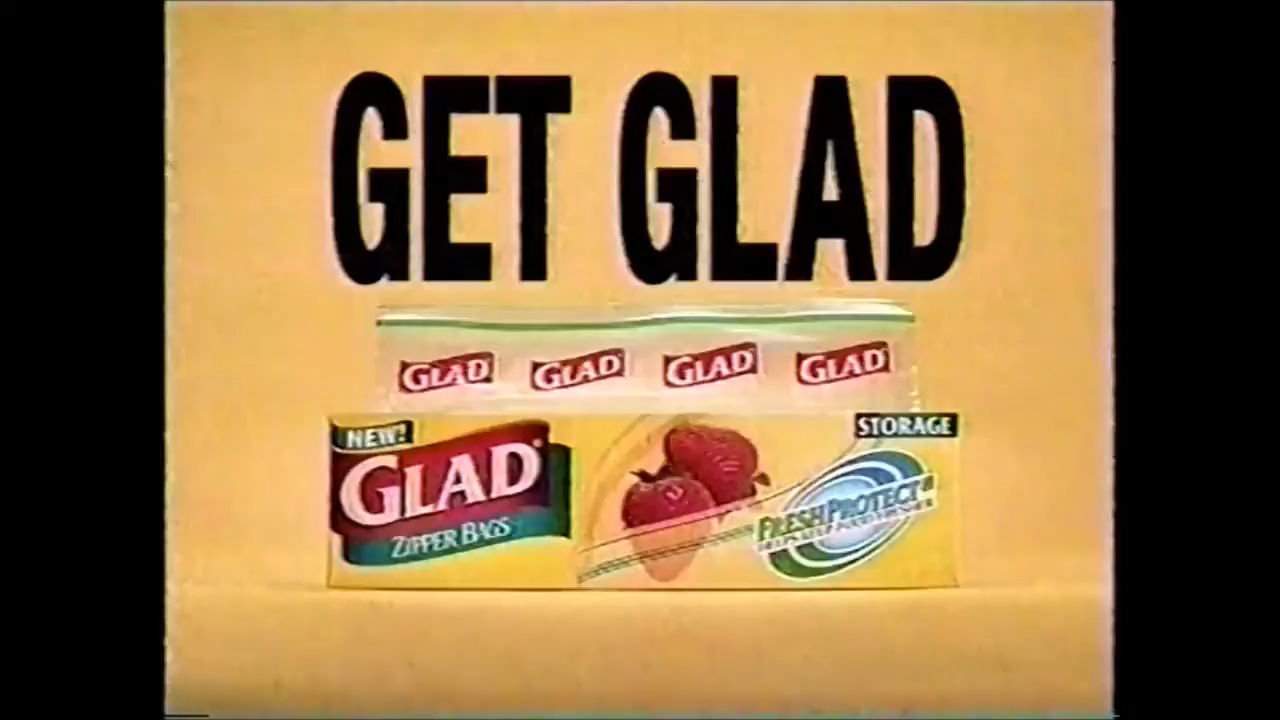 GET GLAD
GLAD GLAD GLAD GLAD
NEW!
STORAGE
GLAD
ZIPPER BAGS
FRESH PROTECT